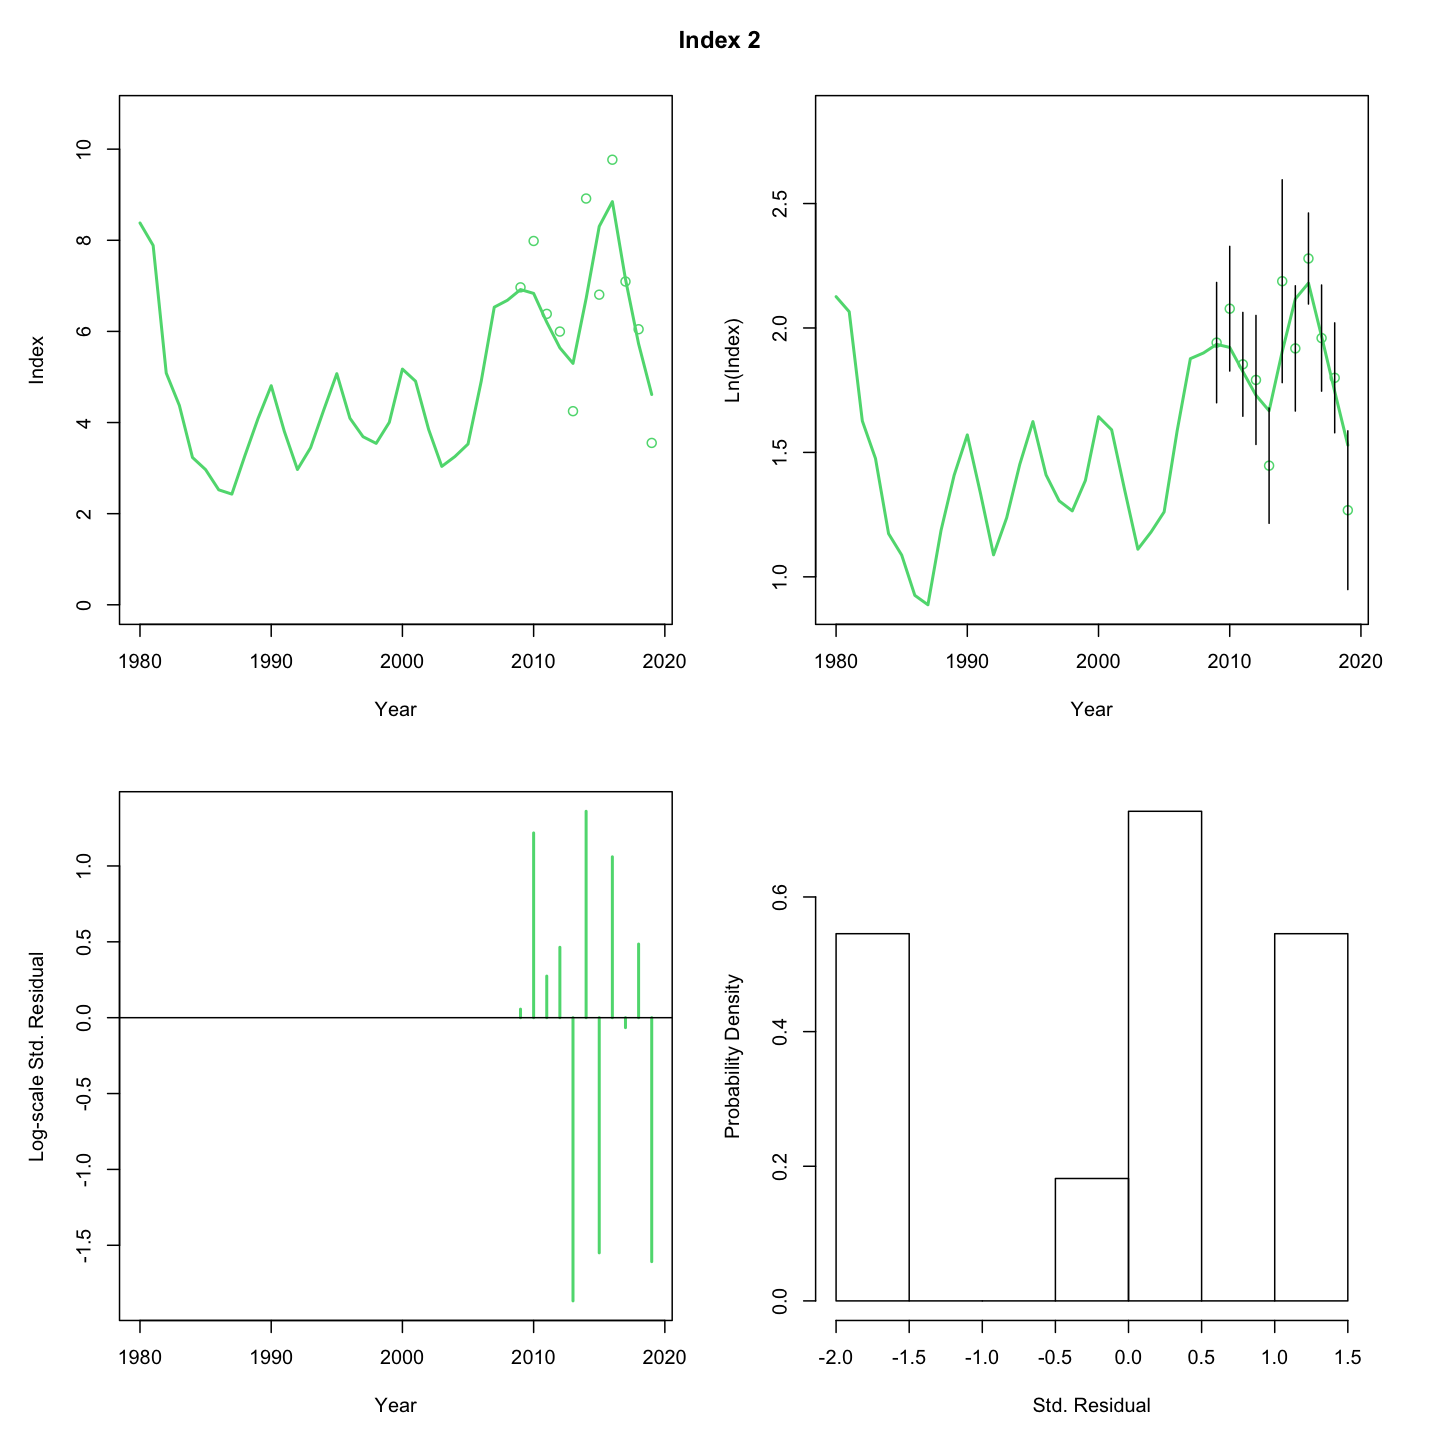 Index 2
10
8
6
4
2
0
Index
1980 1990 2000 2010 2020
Year
2.5
2.0
1.5
1.0
Ln(Index)
1980 1990 2000 2010 2020
Year
1.0
0.5
0.0
-0.5
-1.0
-1.5
Log-scale Std. Residual
1980 1990 2000 2010 2020
Year
0.6
0.4
0.2
0.0
Probability Density
-2.0 -1.5 -1.0 -0.5 0.0 0.5 1.0 1.5
Std. Residual